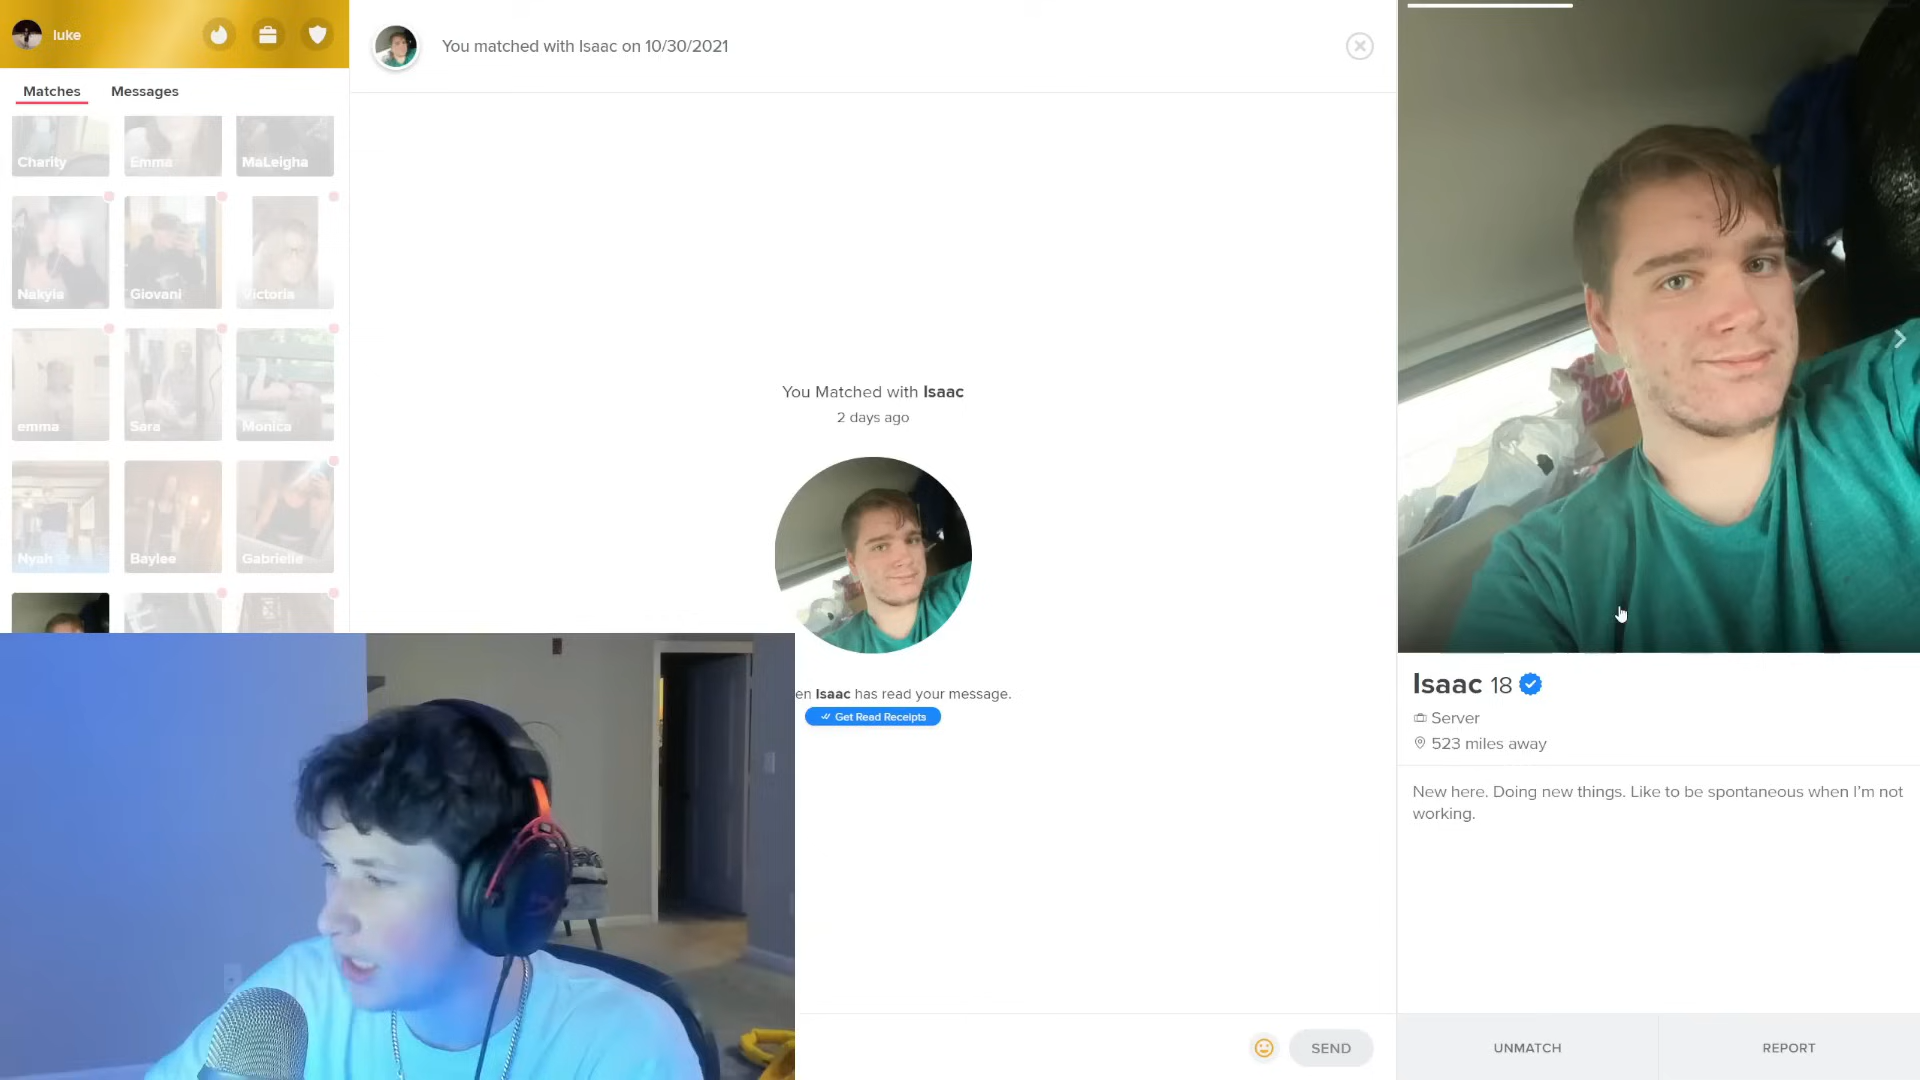 luke
Matches
Messages
Charity
Emma
MaLeigha
Nakyla
Giovani
Victoria
emma
Sara
Monica
Nyah
Baylee
Gabrielle
You matched with Isaac on 10/30/2021
You Matched with Isaac
2 days ago
en Isaac has read your message.
Get Read Receipts
SEND
Isaac 18
Server
523 miles away
New here. Doing new things. Like to be spontaneous when I'm not
working.
UNMATCH
REPORT